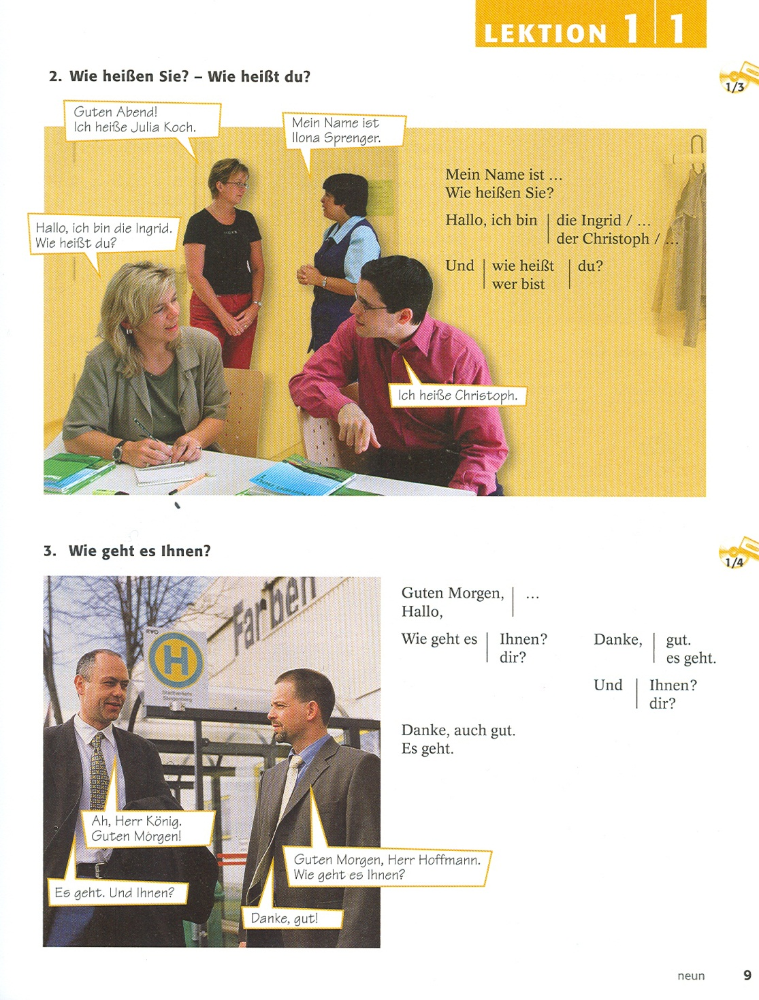 LEKTION 1 1
2. Wie heißen Sie? – Wie heißt du?
1/3
Guten Abend!
Ich heiße Julia Koch.
Mein Name ist
Ilona Sprenger.
Hallo, ich bin die Ingrid.
Wie heißt du?
Ich heiße Christoph.
Mein Name ist ...
Wie heißen Sie?
Hallo, ich bin die Ingrid / ...
der Christoph / ...
Und wie heißt du?
wer bist
3. Wie geht es Ihnen?
1/4
Farben
H
Stadtverkehr
Ah, Herr König.
Guten Morgen!
Guten Morgen, Herr Hoffmann.
Wie geht es Ihnen?
Es geht. Und Ihnen?
Danke, gut!
Guten Morgen, ...
Hallo,
Wie geht es Ihnen?
dir?
Danke, gut.
es geht.
Und Ihnen?
dir?
Danke, auch gut.
Es geht.
neun 9